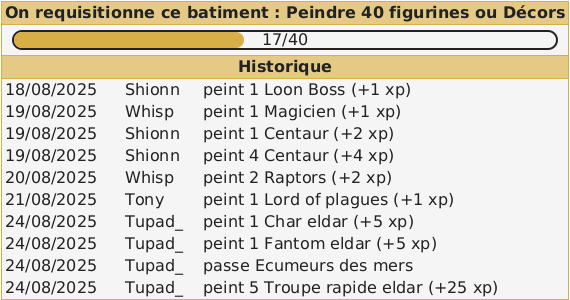 On requisitionne ce batiment : Peindre 40 figurines ou Décors
17/40
Historique
18/08/2025 Shionn peint 1 Loon Boss (+1 xp)
19/08/2025 Whisp peint 1 Magicien (+1 xp)
19/08/2025 Shionn peint 1 Centaur (+2 xp)
19/08/2025 Shionn peint 4 Centaur (+4 xp)
20/08/2025 Whisp peint 2 Raptors (+2 xp)
21/08/2025 Tony peint 1 Lord of plagues (+1 xp)
24/08/2025 Tupad_ peint 1 Char eldar (+5 xp)
24/08/2025 Tupad_ peint 1 Fantom eldar (+5 xp)
24/08/2025 Tupad_ passe Ecumeurs des mers
24/08/2025 Tupad_ peint 5 Troupe rapide eldar (+25 xp)